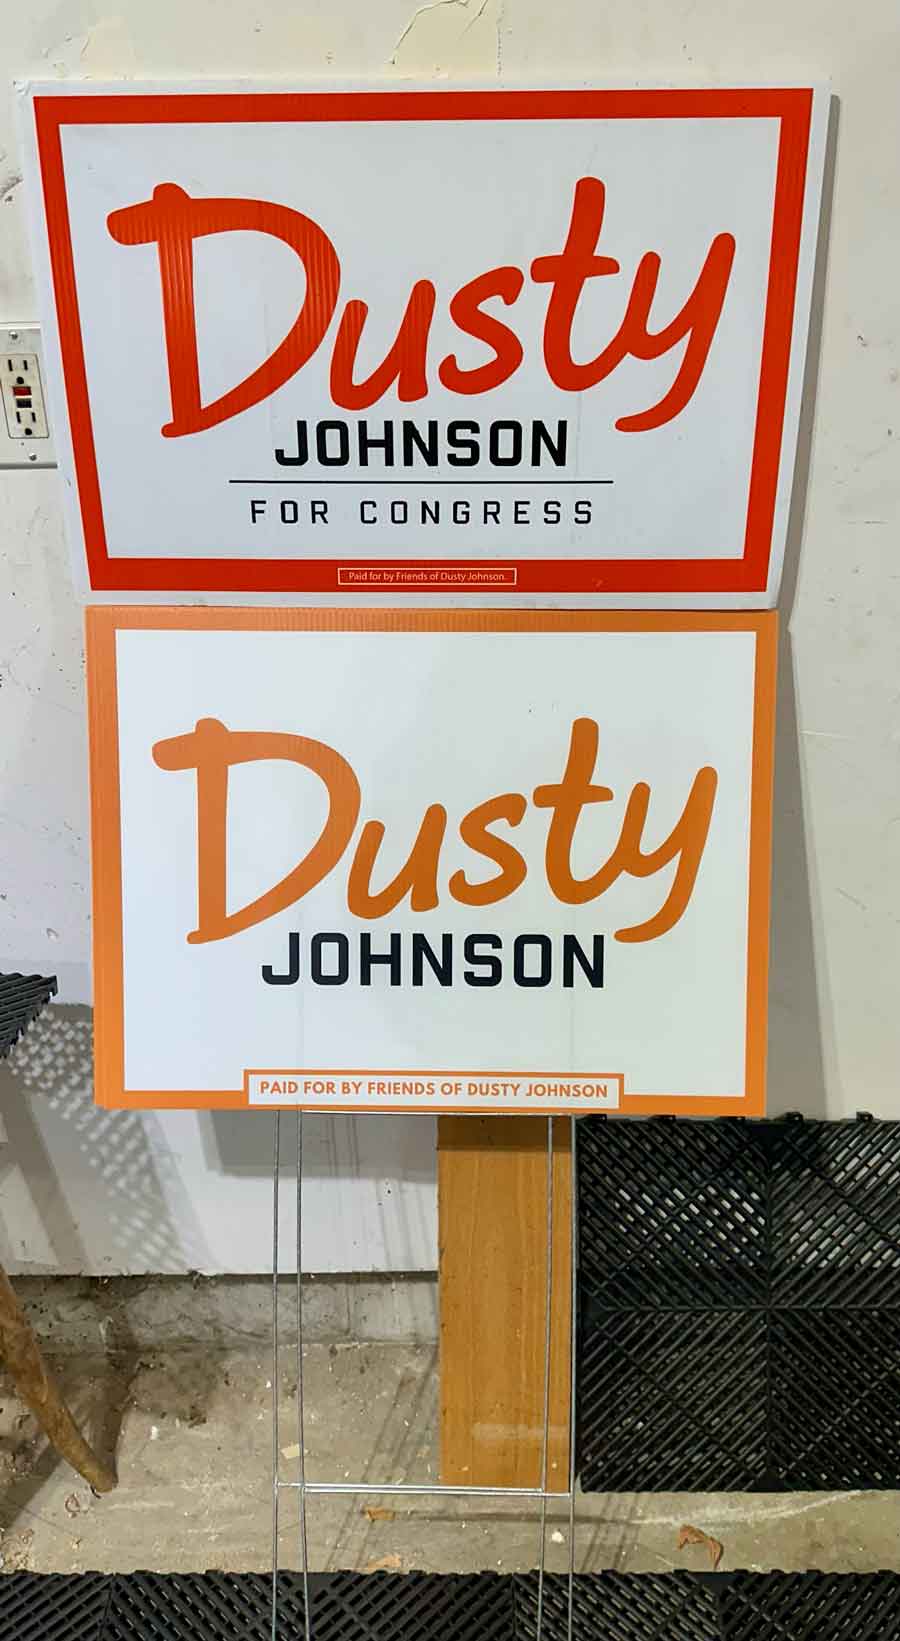 Dusty
JOHNSON
FOR CONGRESS
Paid for by Friends of Dusty Johnson.
Dusty
JOHNSON
PAID FOR BY FRIENDS OF DUSTY JOHNSON